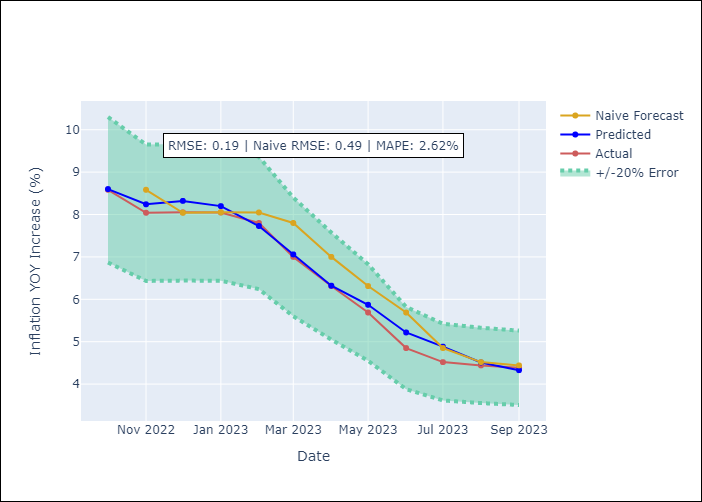 RMSE: 0.19 | Naive RMSE: 0.49 | MAPE: 2.62%
Naive Forecast
Predicted
Actual
+/-20% Error
Inflation YOY Increase (%)
10
9
8
7
6
5
4
Nov 2022
Jan 2023
Mar 2023
May 2023
Jul 2023
Sep 2023
Date